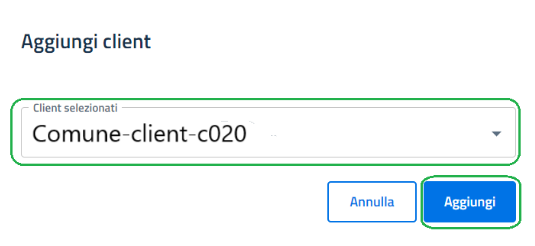 Aggiungi client
Client selezionati
Comune-client-c020
Annulla
Aggiungi